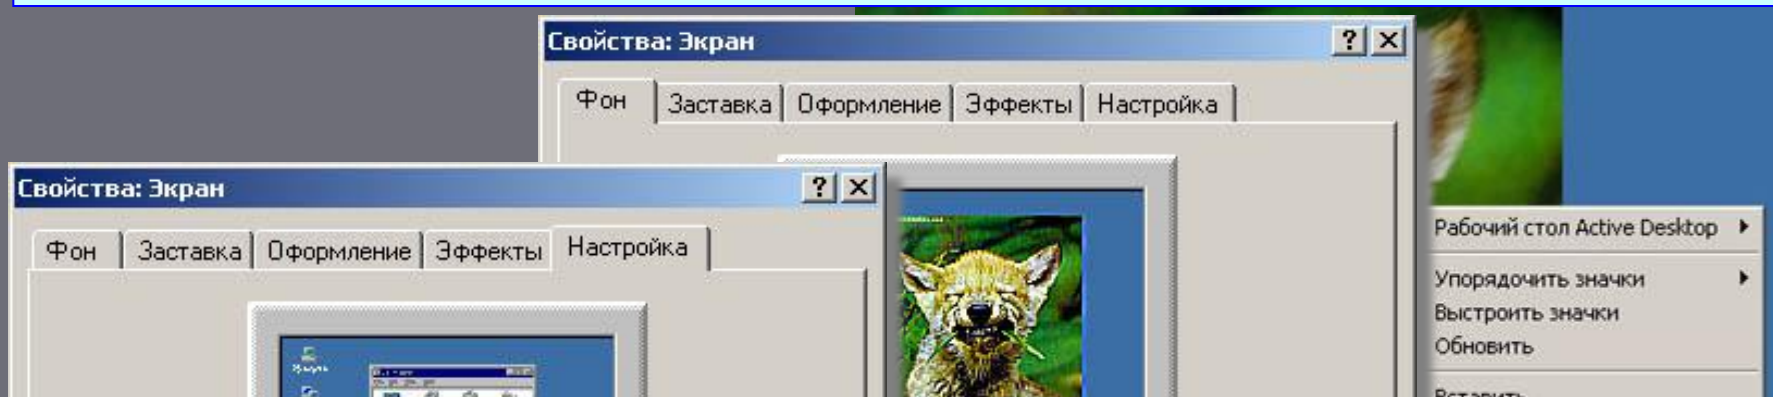 Свойства: Экран
Фон Заставка Оформление Эффекты Настройка
Свойства: Экран
Фон Заставка Оформление Эффекты Настройка
Рабочий стол Active Desktop
Упорядочить значки
Выстроить значки
Обновить
Вставить